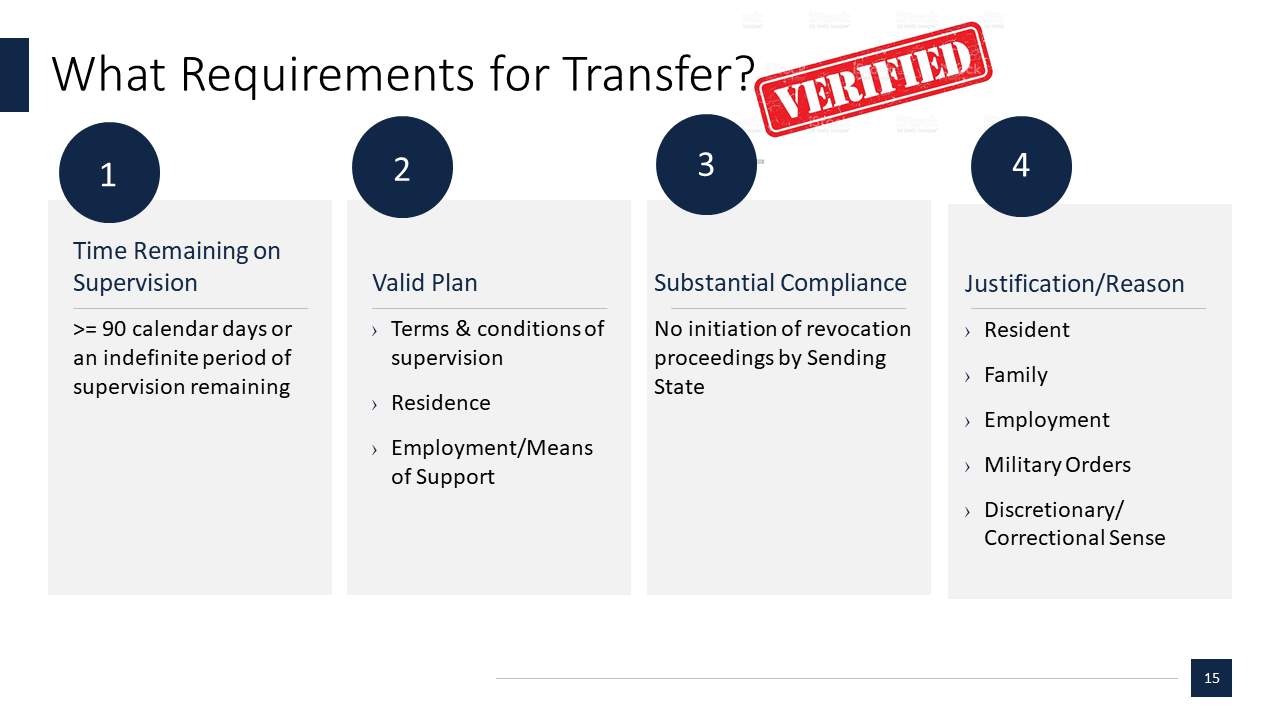 What Requirements for Transfer?
VERIFIED
1
Time Remaining on
Supervision
>= 90 calendar days or
an indefinite period of
supervision remaining
2
Valid Plan
› Terms & conditions of
supervision
› Residence
› Employment/Means
of Support
3
Substantial Compliance
No initiation of revocation
proceedings by Sending
State
4
Justification/Reason
› Resident
› Family
› Employment
› Military Orders
› Discretionary/
Correctional Sense
15